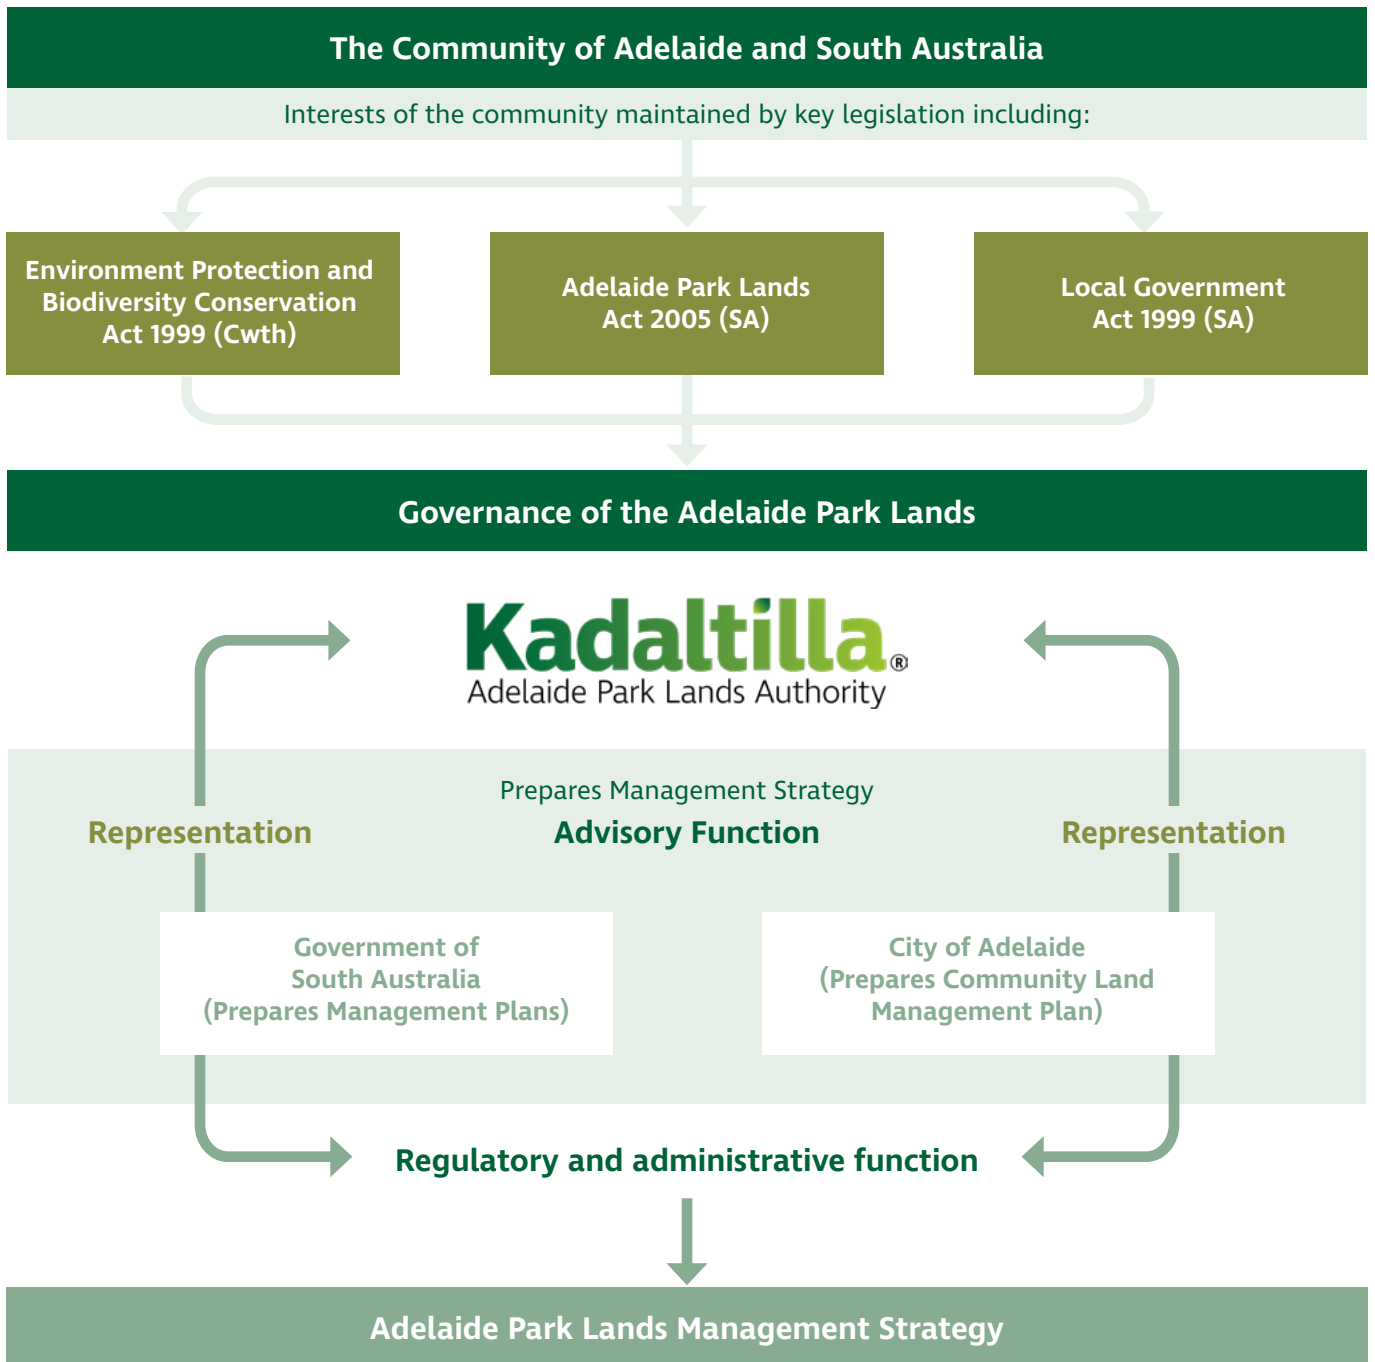 The Community of Adelaide and South Australia
Interests of the community maintained by key legislation including:
Environment Protection and
Biodiversity Conservation
Act 1999 (Cwth)
Adelaide Park Lands
Act 2005 (SA)
Local Government
Act 1999 (SA)
Governance of the Adelaide Park Lands
Kadaltilla®
Adelaide Park Lands Authority
Prepares Management Strategy
Representation
Advisory Function
Representation
Government of
South Australia
(Prepares Management Plans)
City of Adelaide
(Prepares Community Land
Management Plan)
Regulatory and administrative function
Adelaide Park Lands Management Strategy